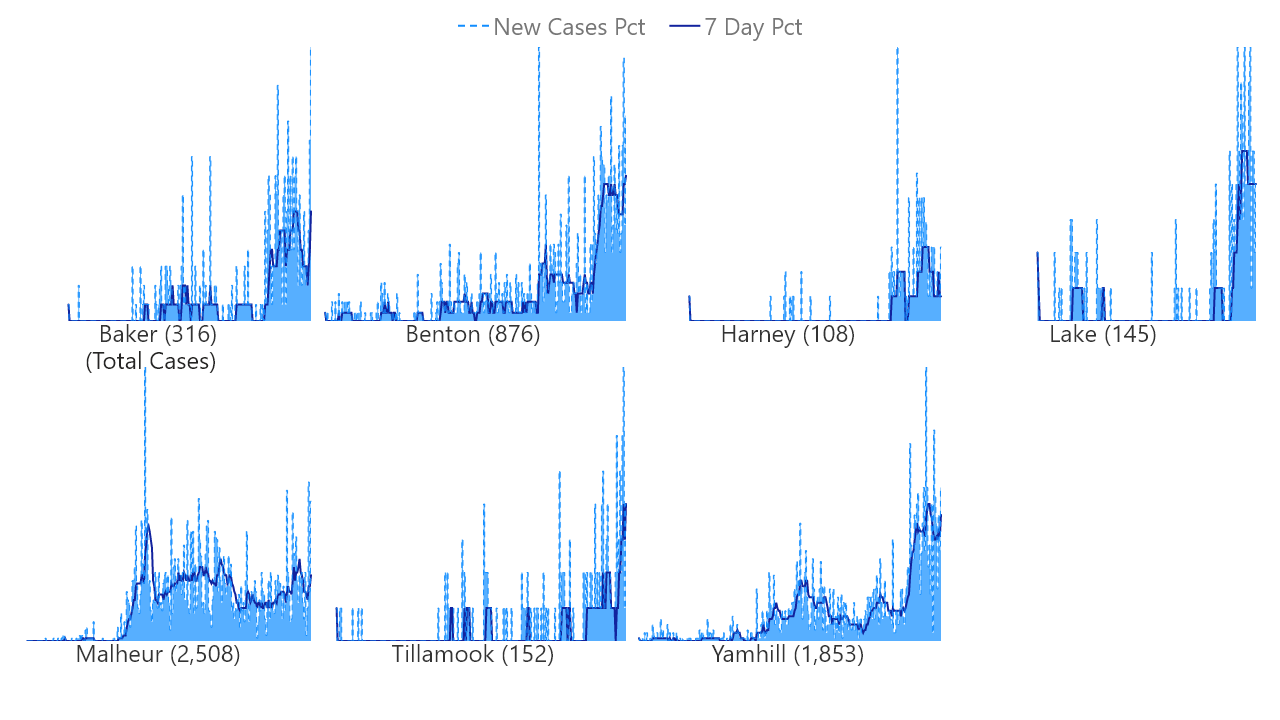 New Cases Pct 7 Day Pct
Baker (316) Benton (876) Harney (108) Lake (145)
(Total Cases)
Malheur (2,508) Tillamook (152) Yamhill (1,853)